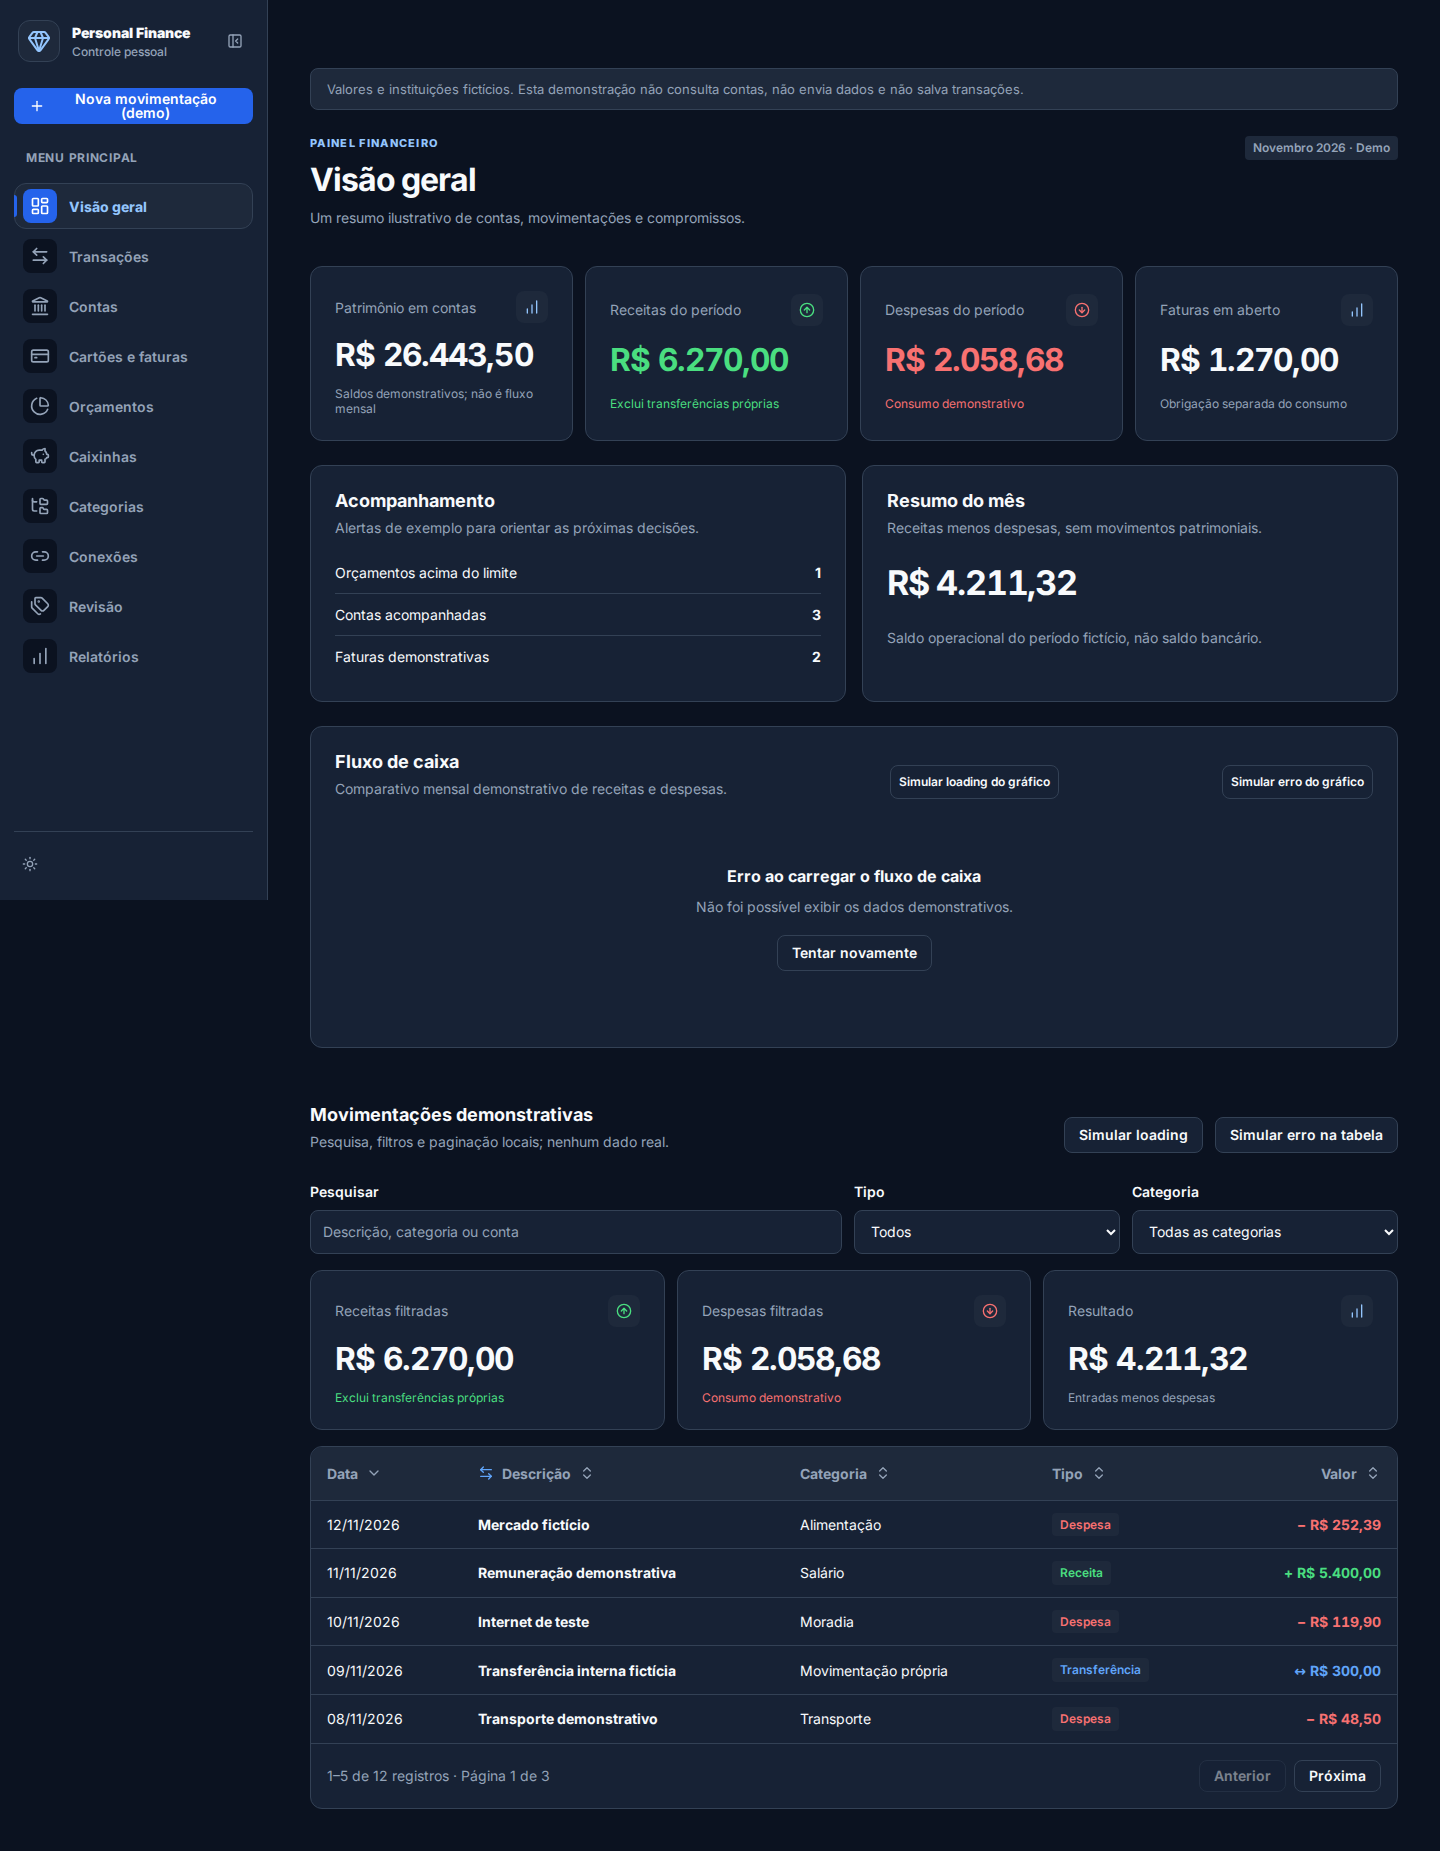 Personal Finance
Controle pessoal
Nova movimentação
(demo)
MENU PRINCIPAL
Visão geral
Transações
Contas
Cartões e faturas
Orçamentos
Caixinhas
Categorias
Conexões
Revisão
Relatórios
Valores e instituições fictícios. Esta demonstração não consulta contas, não envia dados e não salva transações.
PAINEL FINANCEIRO
Novembro 2026 · Demo
Visão geral
Um resumo ilustrativo de contas, movimentações e compromissos.
Patrimônio em contas
R$ 26.443,50
Saldos demonstrativos; não é fluxo
mensal
Receitas do período
R$ 6.270,00
Exclui transferências próprias
Despesas do período
R$ 2.058,68
Consumo demonstrativo
Faturas em aberto
R$ 1.270,00
Obrigação separada do consumo
Acompanhamento
Alertas de exemplo para orientar as próximas decisões.
Orçamentos acima do limite 1
Contas acompanhadas 3
Faturas demonstrativas 2
Resumo do mês
Receitas menos despesas, sem movimentos patrimoniais.
R$ 4.211,32
Saldo operacional do período fictício, não saldo bancário.
Fluxo de caixa
Comparativo mensal demonstrativo de receitas e despesas.
Simular loading do gráfico
Simular erro do gráfico
Erro ao carregar o fluxo de caixa
Não foi possível exibir os dados demonstrativos.
Tentar novamente
Movimentações demonstrativas
Pesquisa, filtros e paginação locais; nenhum dado real.
Simular loading
Simular erro na tabela
Pesquisar
Descrição, categoria ou conta
Tipo
Todos
Categoria
Todas as categorias
Receitas filtradas
R$ 6.270,00
Exclui transferências próprias
Despesas filtradas
R$ 2.058,68
Consumo demonstrativo
Resultado
R$ 4.211,32
Entradas menos despesas
Data Descrição Categoria Tipo Valor
12/11/2026 Mercado fictício Alimentação Despesa − R$ 252,39
11/11/2026 Remuneração demonstrativa Salário Receita + R$ 5.400,00
10/11/2026 Internet de teste Moradia Despesa − R$ 119,90
09/11/2026 Transferência interna fictícia Movimentação própria Transferência ↔ R$ 300,00
08/11/2026 Transporte demonstrativo Transporte Despesa − R$ 48,50
1–5 de 12 registros · Página 1 de 3
Anterior
Próxima